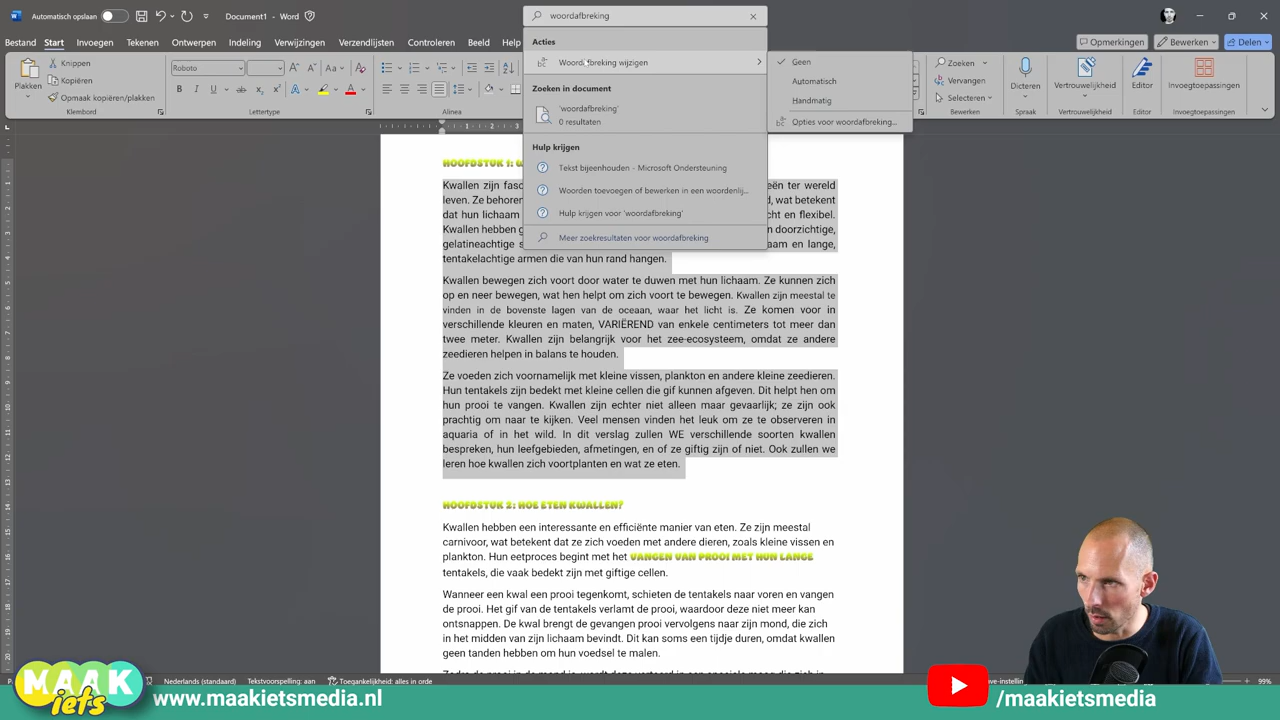 Automatisch opslaan
Document1 - Word
woordafbreking
Bestand Start Invoegen Tekenen Ontwerpen Indeling Verwijzingen Verzendlijsten Controleren Beeld Help
Opmerkingen Bewerken Delen
Plakken
Knippen
Kopiëren
Opmaak kopiëren/plakken
Roboto
B I U
Lettertype
Alinea
Zoeken
Vervangen
Selecteren
Bewerken
Dicteren
Spraak
Vertrouwelijkheid
Vertrouwelijkheid
Editor
Editor
Invoegtoepassingen
Invoegtoepassingen
Acties
Woordafbreking wijzigen
Zoeken in document
'woordafbreking'
0 resultaten
Hulp krijgen
Tekst bijeenhouden - Microsoft Ondersteuning
Woorden toevoegen of bewerken in een woordenlij...
Hulp krijgen voor 'woordafbreking'
Meer zoekresultaten voor woordafbreking
Geen
Automatisch
Handmatig
Opties voor woordafbreking...
HOOFDSTUK 1:
Kwallen zijn ter wereld
leven. Ze , wat betekent
dat hun lichaam en flexibel.
Kwallen hebben doorzichtige,
gelatineachtige en lange,
tentakelachtige armen die van hun rand hangen.
Kwallen bewegen zich voort door water te duwen met hun lichaam. Ze kunnen zich
op en neer bewegen, wat hen helpt om zich voort te bewegen. Kwallen zijn meestal te
vinden in de bovenste lagen van de oceaan, waar het licht is. Ze komen voor in
verschillende kleuren en maten, VARIËREND van enkele centimeters tot meer dan
twee meter. Kwallen zijn belangrijk voor het zee-ecosysteem, omdat ze andere
zeedieren helpen in balans te houden.
Ze voeden zich voornamelijk met kleine vissen, plankton en andere kleine zeedieren.
Hun tentakels zijn bedekt met kleine cellen die gif kunnen afgeven. Dit helpt hen om
hun prooi te vangen. Kwallen zijn echter niet alleen maar gevaarlijk; ze zijn ook
prachtig om naar te kijken. Veel mensen vinden het leuk om ze te observeren in
aquaria of in het wild. In dit verslag zullen WE verschillende soorten kwallen
bespreken, hun leefgebieden, afmetingen, en of ze giftig zijn of niet. Ook zullen we
leren hoe kwallen zich voortplanten en wat ze eten.
HOOFDSTUK 2: HOE ETEN KWALLEN?
Kwallen hebben een interessante en efficiënte manier van eten. Ze zijn meestal
carnivoor, wat betekent dat ze zich voeden met andere dieren, zoals kleine vissen en
plankton. Hun eetproces begint met het VANGEN VAN PROOI MET HUN LANGE
tentakels, die vaak bedekt zijn met giftige cellen.
Wanneer een kwal een prooi tegenkomt, schieten de tentakels naar voren en vangen
de prooi. Het gif van de tentakels verlamt de prooi, waardoor deze niet meer kan
ontsnappen. De kwal brengt de gevangen prooi vervolgens naar zijn mond, die zich
in het midden van zijn lichaam bevindt. Dit kan soms een tijdje duren, omdat kwallen
geen tanden hebben om hun voedsel te malen.
Nederlands (standaard) Tekstvoorspelling: aan Toegankelijkheid: alles in orde
99%
MAAK
iets
www.maakietsmedia.nl
/maakietsmedia